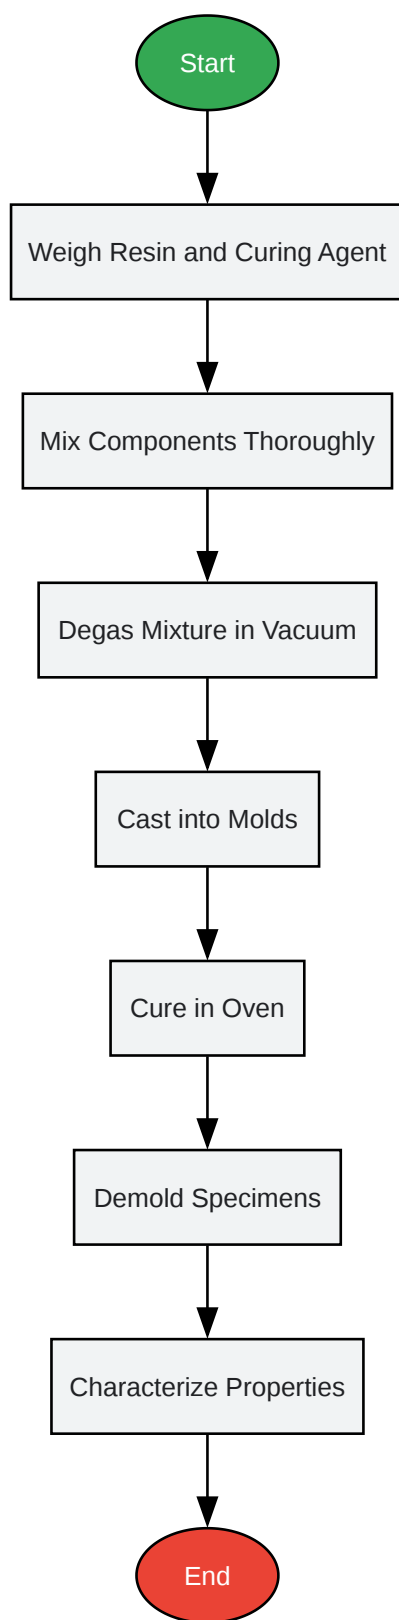 Start
Weigh Resin and Curing Agent
Mix Components Thoroughly
Degas Mixture in Vacuum
Cast into Molds
Cure in Oven
Demold Specimens
Characterize Properties
End